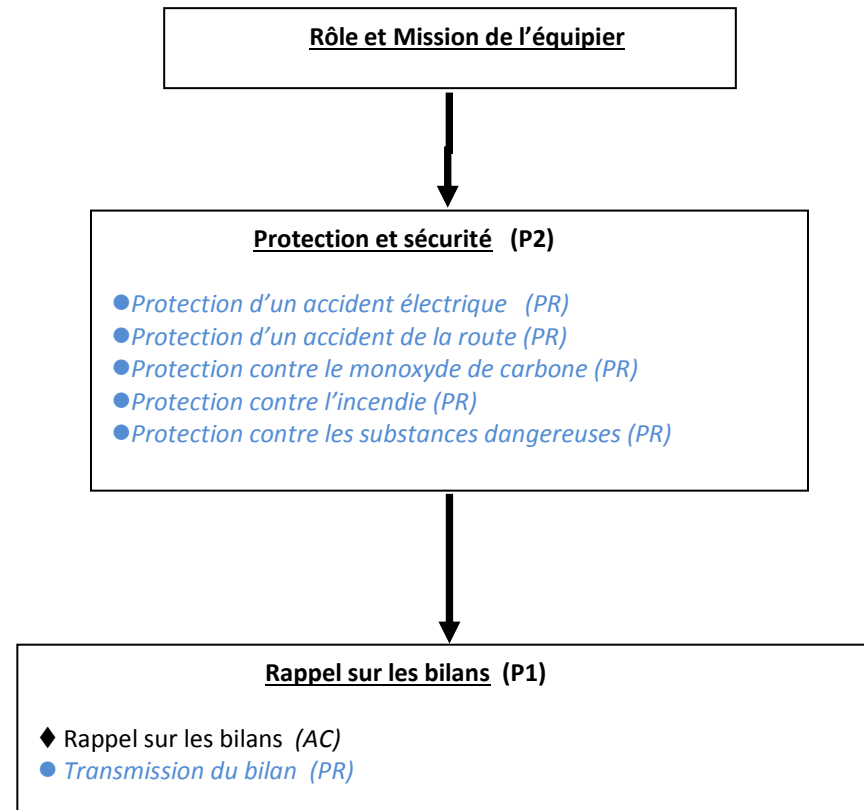 Rôle et Mission de l’équipier
Protection et sécurité (P2)
●Protection d’un accident électrique (PR)
●Protection d’un accident de la route (PR)
●Protection contre le monoxyde de carbone (PR)
●Protection contre l’incendie (PR)
●Protection contre les substances dangereuses (PR)
Rappel sur les bilans (P1)
♦ Rappel sur les bilans (AC)
● Transmission du bilan (PR)